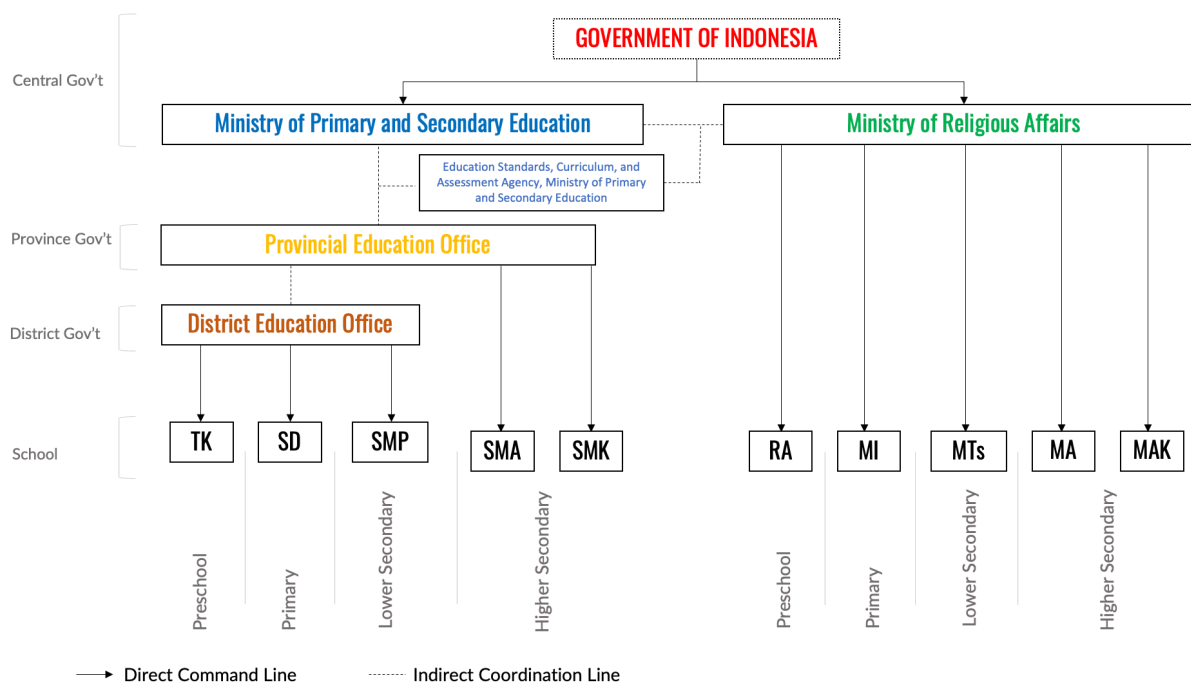 GOVERNMENT OF INDONESIA
Central Gov't
Ministry of Primary and Secondary Education
Ministry of Religious Affairs
Education Standards, Curriculum, and
Assessment Agency, Ministry of Primary
and Secondary Education
Province Gov't
Provincial Education Office
District Gov't
District Education Office
School
TK
SD
SMP
SMA
SMK
RA
MI
MTs
MA
MAK
Preschool
Primary
Lower Secondary
Higher Secondary
Preschool
Primary
Lower Secondary
Higher Secondary
Direct Command Line
Indirect Coordination Line